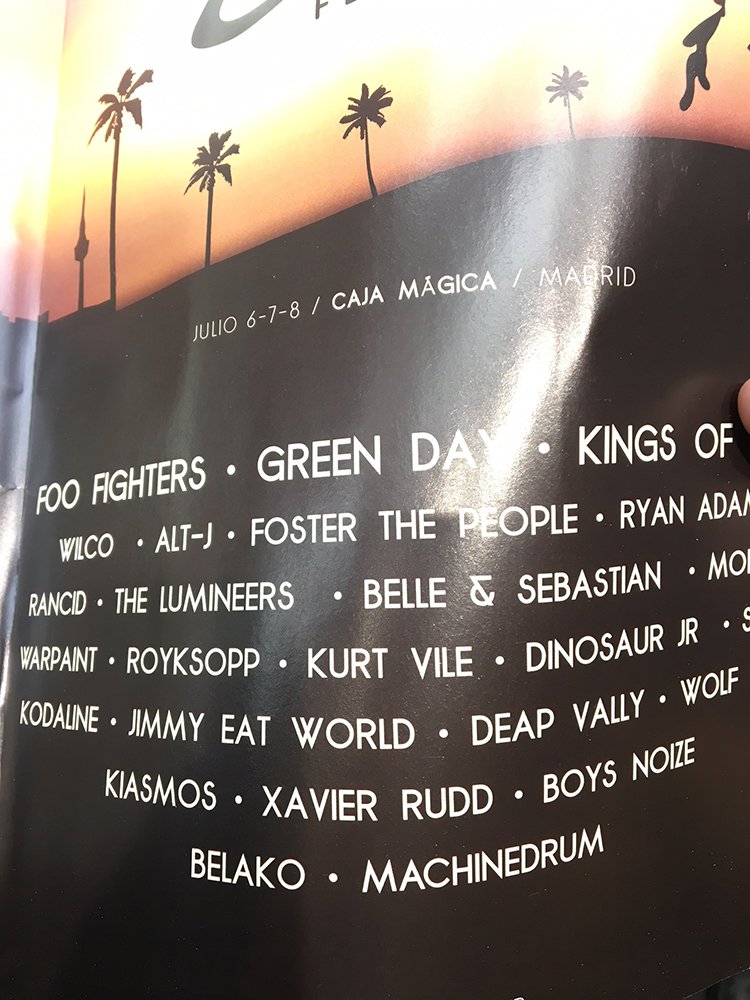 JULIO 6-7-8 / CAJA MÁGICA / MADRID
FOO FIGHTERS · GREEN DAY · KINGS OF
WILCO · ALT-J · FOSTER THE PEOPLE · RYAN
RANCID · THE LUMINEERS · BELLE & SEBASTIAN ·
WARPAINT · ROYKSOPP · KURT VILE · DINOSAUR JR ·
KODALINE · JIMMY EAT WORLD · DEAP VALLY · WOLF
KIASMOS · XAVIER RUDD · BOYS NOIZE
BELAKO · MACHINEDRUM